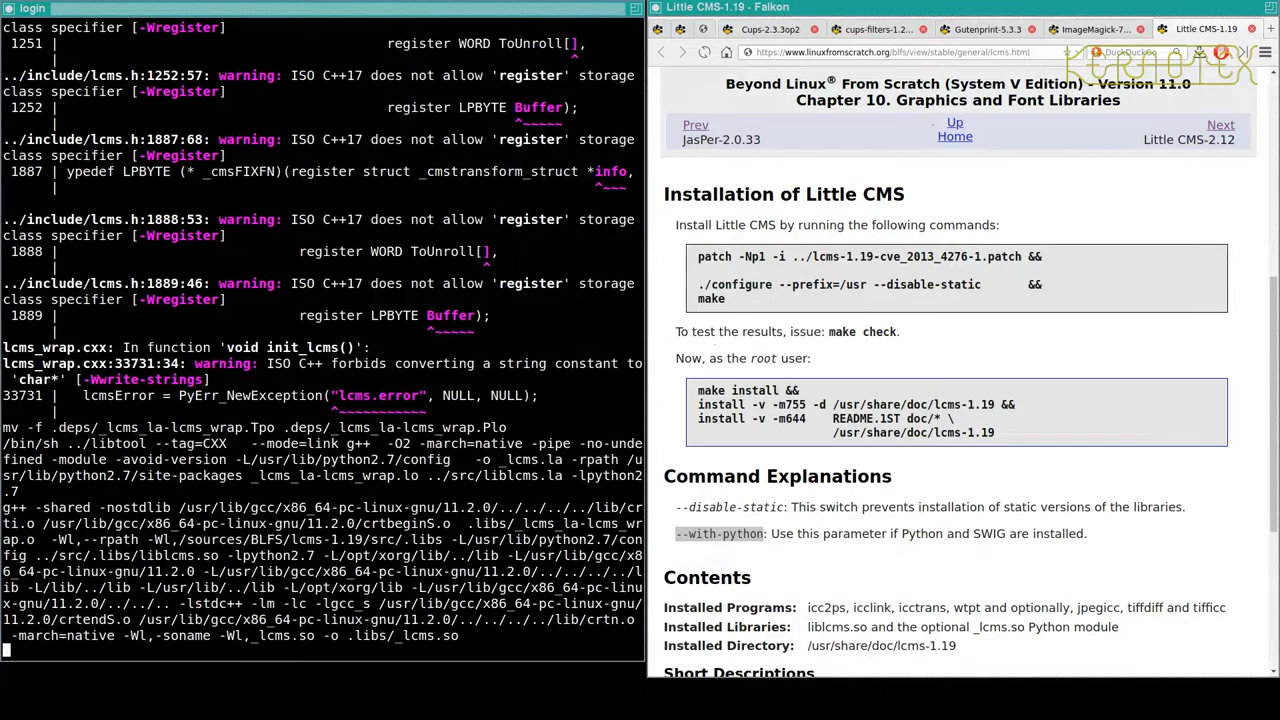 login
class specifier [-Wregister]
 1251 |                                         register WORD ToUnroll[],
      |                                                                ^
../include/lcms.h:1252:57: warning: ISO C++17 does not allow 'register' storage
class specifier [-Wregister]
 1252 |                                         register LPBYTE Buffer);
      |                                                         ^~~~~~
../include/lcms.h:1887:68: warning: ISO C++17 does not allow 'register' storage
class specifier [-Wregister]
 1887 | ypedef LPBYTE (* _cmsFIXFN)(register struct _cmstransform_struct *info,
      |                                                                   ^~~~
../include/lcms.h:1888:53: warning: ISO C++17 does not allow 'register' storage
class specifier [-Wregister]
 1888 |                              register WORD ToUnroll[],
      |                                                     ^
../include/lcms.h:1889:46: warning: ISO C++17 does not allow 'register' storage
class specifier [-Wregister]
 1889 |                              register LPBYTE Buffer);
      |                                              ^~~~~~
lcms_wrap.cxx: In function 'void init_lcms()':
lcms_wrap.cxx:33731:34: warning: ISO C++ forbids converting a string constant to
 'char*' [-Wwrite-strings]
33731 |   lcmsError = PyErr_NewException("lcms.error", NULL, NULL);
      |                                  ^~~~~~~~~~~~
mv -f .deps/_lcms_la-lcms_wrap.Tpo .deps/_lcms_la-lcms_wrap.Plo
/bin/sh ../libtool --tag=CXX   --mode=link g++  -O2 -march=native -pipe -no-unde
fined -module -avoid-version -L/usr/lib/python2.7/config   -o _lcms.la -rpath /u
sr/lib/python2.7/site-packages _lcms_la-lcms_wrap.lo ../src/liblcms.la -lpython2
.7
g++ -shared -nostdlib /usr/lib/gcc/x86_64-pc-linux-gnu/11.2.0/../../../../lib/cr
ti.o /usr/lib/gcc/x86_64-pc-linux-gnu/11.2.0/crtbeginS.o  .libs/_lcms_la-lcms_wr
ap.o  -Wl,--rpath -Wl,/sources/BLFS/lcms-1.19/src/.libs -L/usr/lib/python2.7/con
fig ../src/.libs/liblcms.so -lpython2.7 -L/opt/xorg/lib/../lib -L/usr/lib/gcc/x8
6_64-pc-linux-gnu/11.2.0 -L/usr/lib/gcc/x86_64-pc-linux-gnu/11.2.0/../../../../l
ib -L/lib/../lib -L/usr/lib/../lib -L/opt/xorg/lib -L/usr/lib/gcc/x86_64-pc-linu
x-gnu/11.2.0/../../.. -lstdc++ -lm -lc -lgcc_s /usr/lib/gcc/x86_64-pc-linux-gnu/
11.2.0/crtendS.o /usr/lib/gcc/x86_64-pc-linux-gnu/11.2.0/../../../../lib/crtn.o
 -march=native -Wl,-soname -Wl,_lcms.so -o .libs/_lcms.so
Little CMS-1.19 - Falkon
Cups-2.3.3op2 cups-filters-1.2... Gutenprint-5.3.3 ImageMagick-7... Little CMS-1.19
https://www.linuxfromscratch.org/blfs/view/stable/general/lcms.html DuckDuckGo
KERNOTEX
Beyond Linux® From Scratch (System V Edition) - Version 11.0
Chapter 10. Graphics and Font Libraries
Prev Up Next
JasPer-2.0.33 Home Little CMS-2.12
Installation of Little CMS
Install Little CMS by running the following commands:
patch -Np1 -i ../lcms-1.19-cve_2013_4276-1.patch &&
./configure --prefix=/usr --disable-static      &&
make
To test the results, issue: make check.
Now, as the root user:
make install &&
install -v -m755 -d /usr/share/doc/lcms-1.19 &&
install -v -m644    README.1ST doc/* \
                    /usr/share/doc/lcms-1.19
Command Explanations
--disable-static: This switch prevents installation of static versions of the libraries.
--with-python: Use this parameter if Python and SWIG are installed.
Contents
Installed Programs: icc2ps, icclink, icctrans, wtpt and optionally, jpegicc, tiffdiff and tifficc
Installed Libraries: liblcms.so and the optional _lcms.so Python module
Installed Directory: /usr/share/doc/lcms-1.19
Short Descriptions